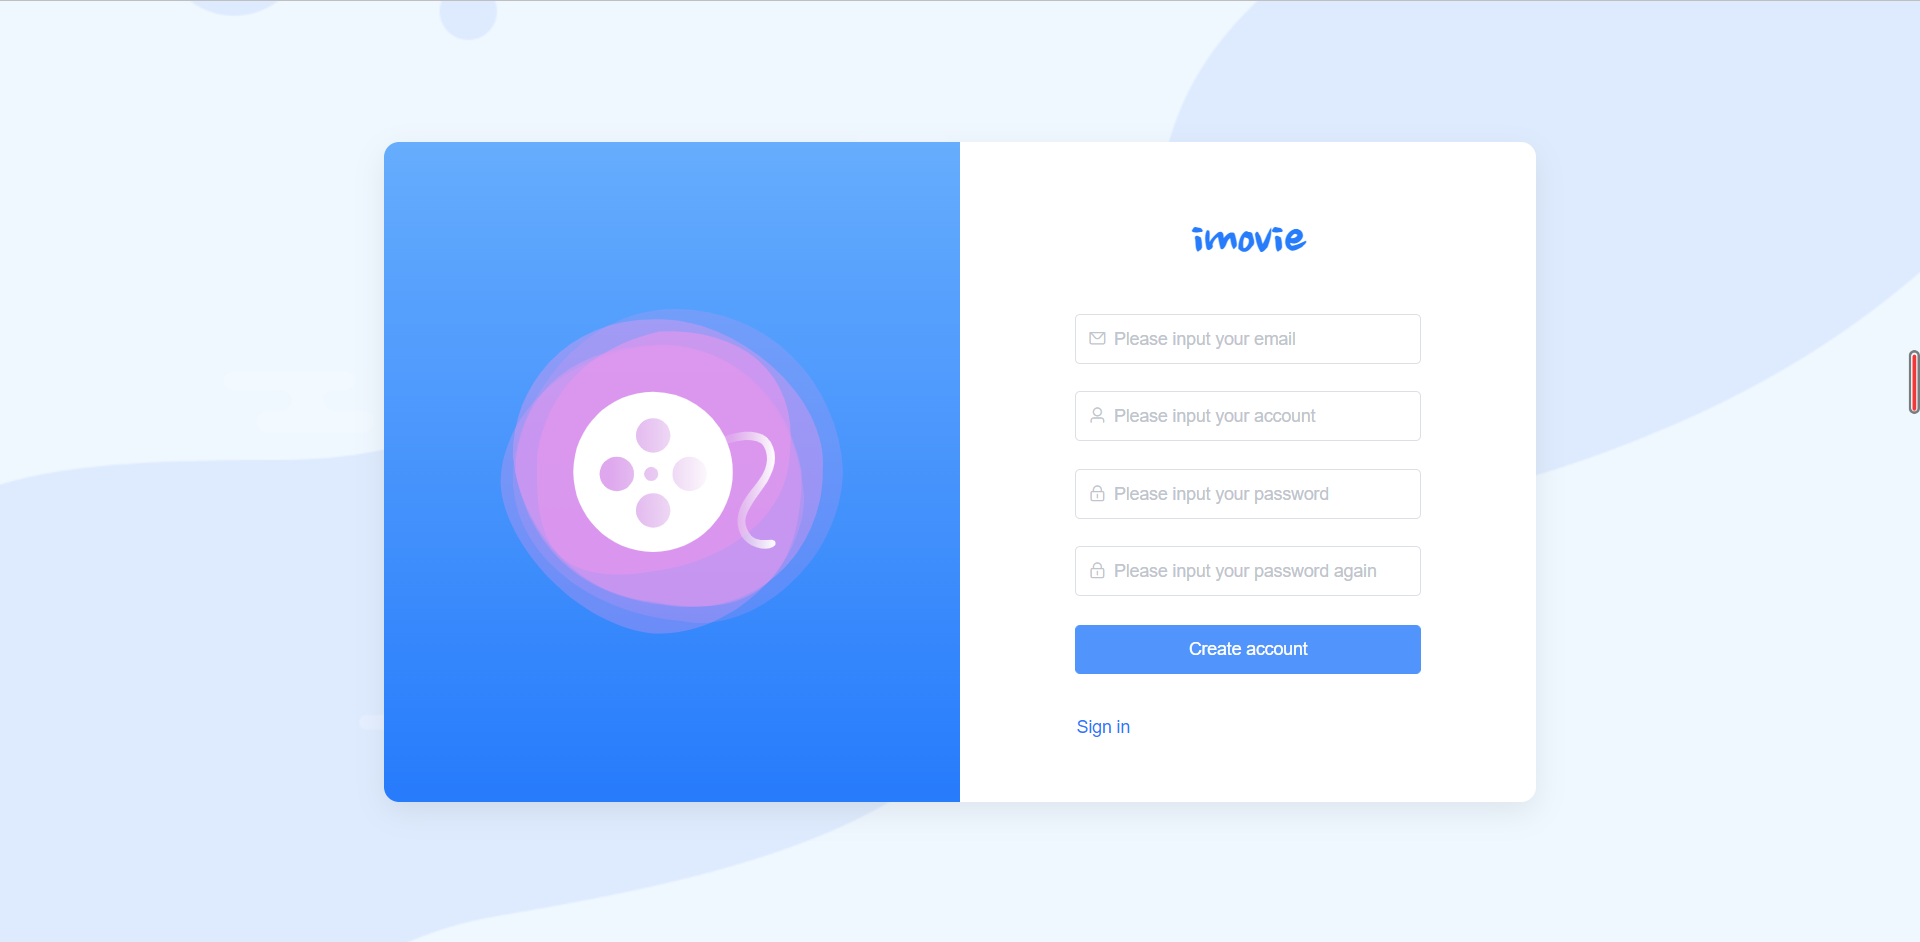 imovie
Please input your email
Please input your account
Please input your password
Please input your password again
Create account
Sign in